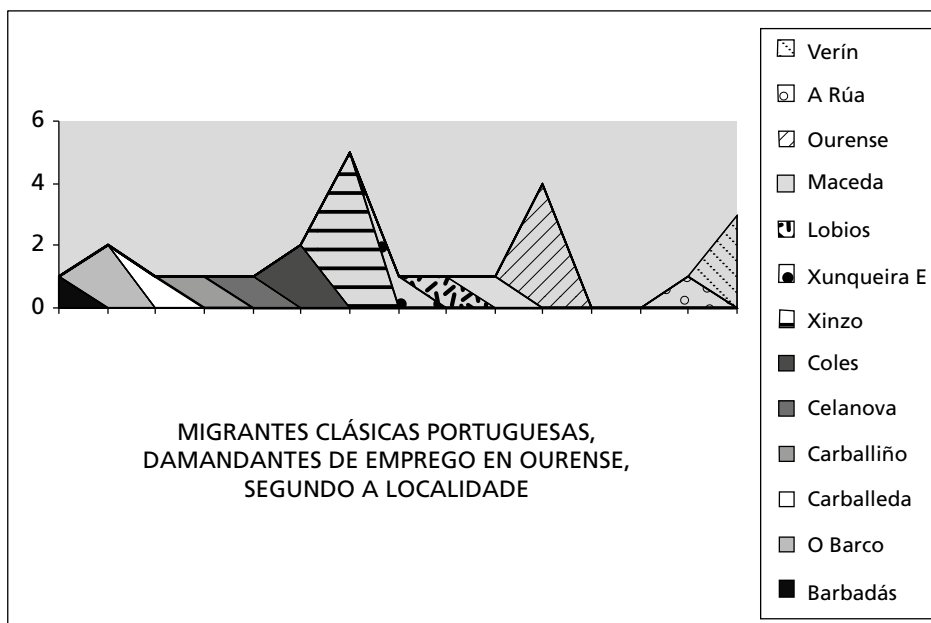 6
4
2
0
MIGRANTES CLÁSICAS PORTUGUESAS,
DAMANDANTES DE EMPREGO EN OURENSE,
SEGUNDO A LOCALIDADE
Verín
A Rúa
Ourense
Maceda
Lobios
Xunqueira E
Xinzo
Coles
Celanova
Carballiño
Carballeda
O Barco
Barbadás